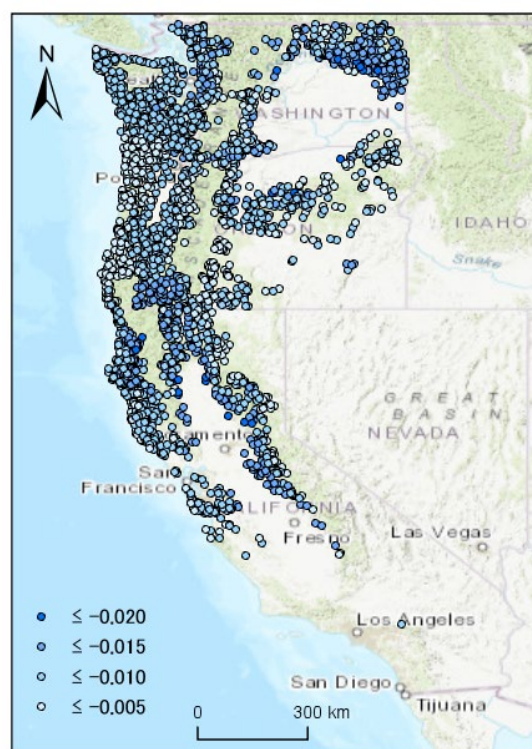 N
WASHINGTON
IDAHO
Snake
GREAT
BASIN
NEVADA
San
Francisco
Fresno
Las Vegas
≤ -0.020
≤ -0.015
≤ -0.010
≤ -0.005
Los Angeles
San Diego
Tijuana
0
300 km